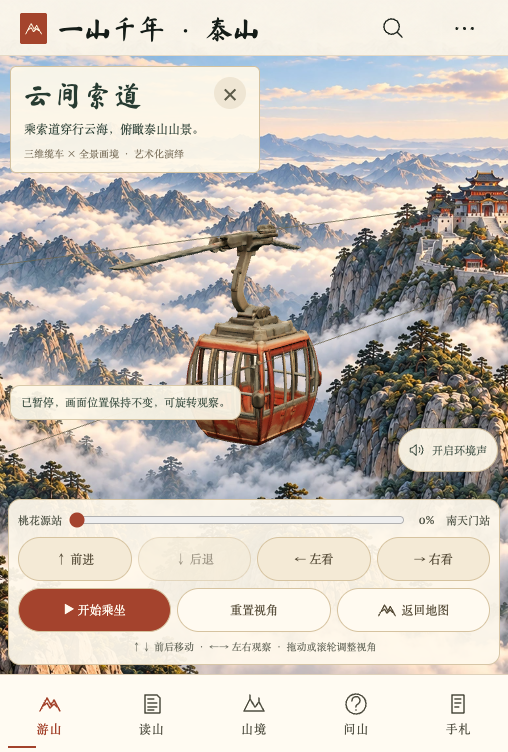 一山千年 · 泰山
云间索道
乘索道穿行云海，俯瞰泰山山景。
三维缆车 × 全景画境 · 艺术化演绎
已暂停，画面位置保持不变，可旋转观察。
开启环境声
桃花源站 0% 南天门站
↑ 前进 ↓ 后退 ← 左看 → 右看
▶ 开始乘坐 重置视角 返回地图
↑ ↓ 前后移动 · ←→ 左右观察 · 拖动或滚轮调整视角
游山 读山 山境 问山 手札